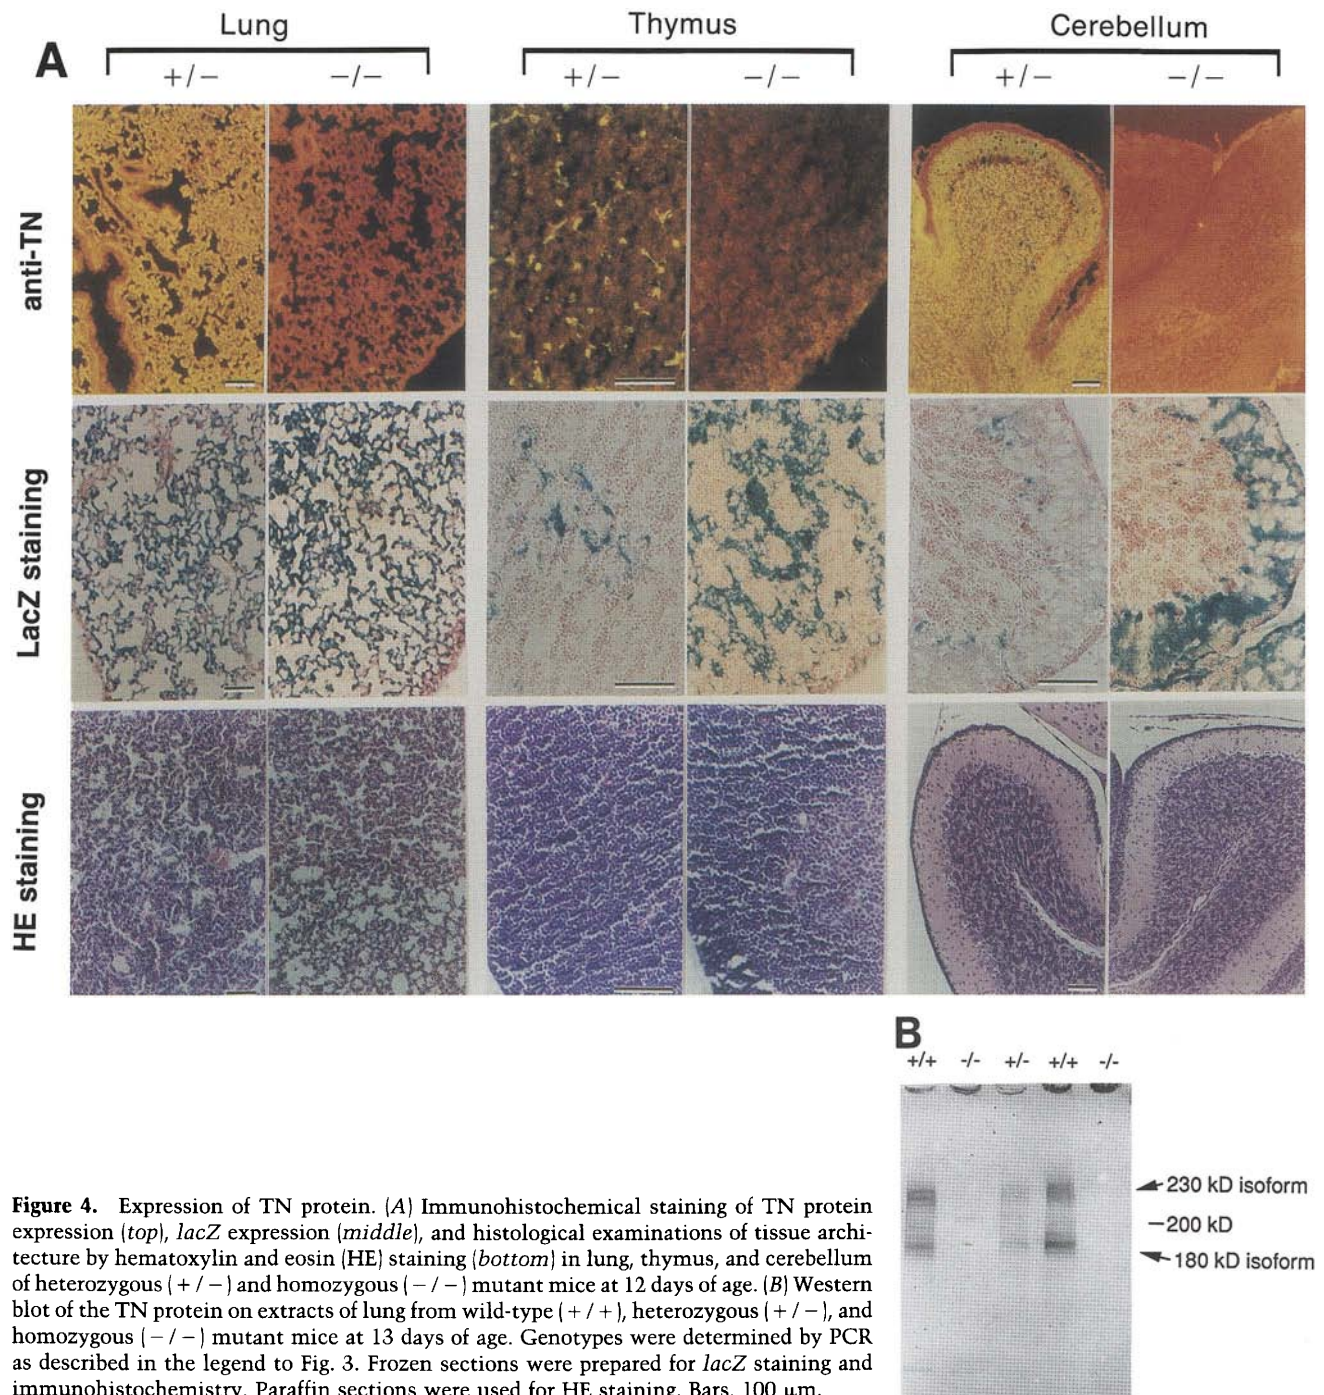 Lung Thymus Cerebellum
A +/− −/− +/− −/− +/− −/−
anti-TN
LacZ staining
HE staining
B
+/+ -/- +/- +/+ -/-
230 kD isoform
200 kD
180 kD isoform
Figure 4. Expression of TN protein. (A) Immunohistochemical staining of TN protein
expression (top), lacZ expression (middle), and histological examinations of tissue archi-
tecture by hematoxylin and eosin (HE) staining (bottom) in lung, thymus, and cerebellum
of heterozygous (+/−) and homozygous (−/−) mutant mice at 12 days of age. (B) Western
blot of the TN protein on extracts of lung from wild-type (+/+), heterozygous (+/−), and
homozygous (−/−) mutant mice at 13 days of age. Genotypes were determined by PCR
as described in the legend to Fig. 3. Frozen sections were prepared for lacZ staining and
immunohistochemistry. Paraffin sections were used for HE staining. Bars, 100 μm.